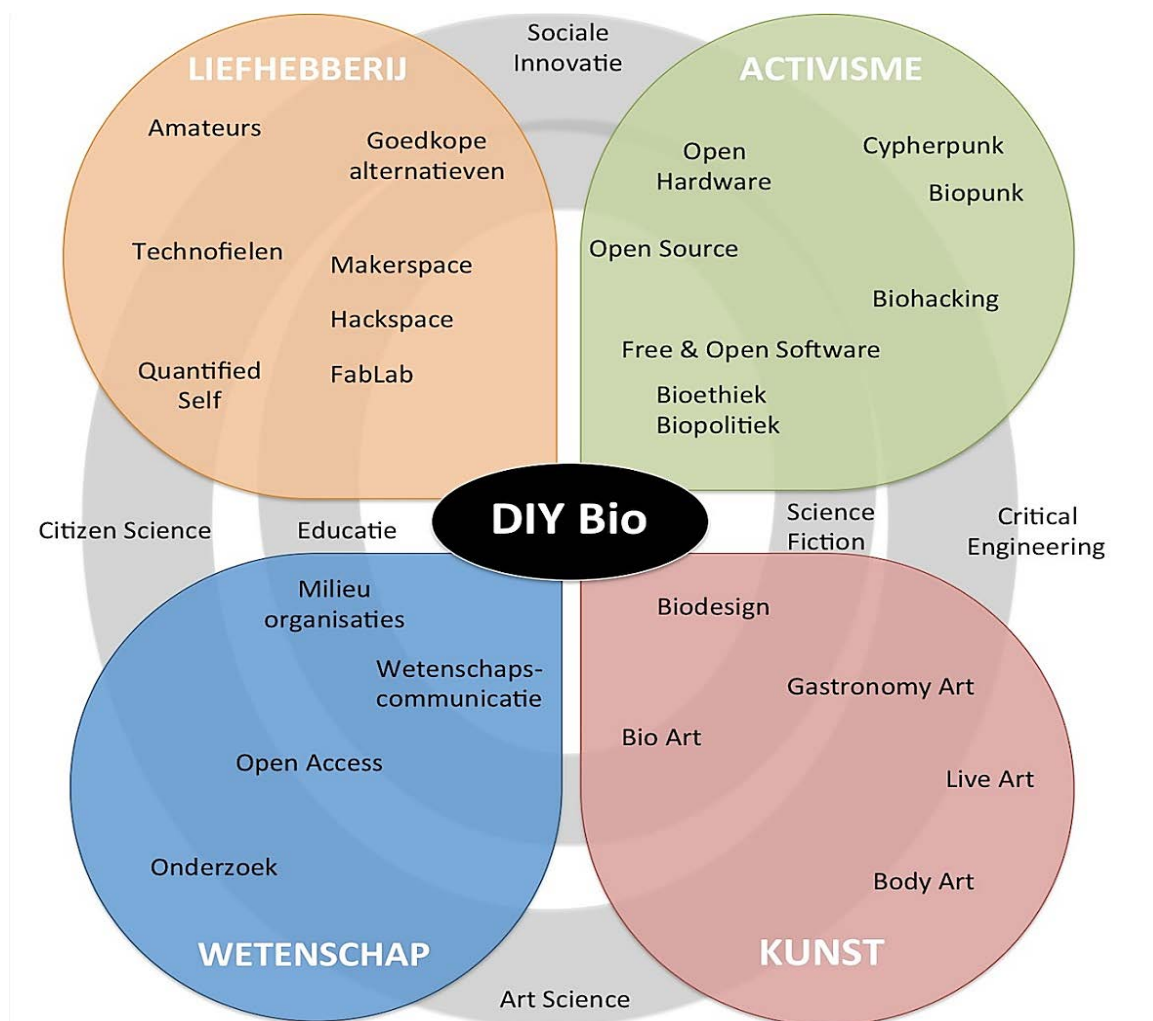 Sociale
Innovatie
LIEFHEBBERIJ
Amateurs
Goedkope
alternatieven
Technofielen
Makerspace
Hackspace
Quantified
Self
FabLab
ACTIVISME
Open
Hardware
Cypherpunk
Biopunk
Open Source
Biohacking
Free & Open Software
Bioethiek
Biopolitiek
Citizen Science
Educatie
DIY Bio
Science
Fiction
Critical
Engineering
Milieu
organisaties
Wetenschaps-
communicatie
Open Access
Onderzoek
WETENSCHAP
Biodesign
Gastronomy Art
Bio Art
Live Art
Body Art
KUNST
Art Science